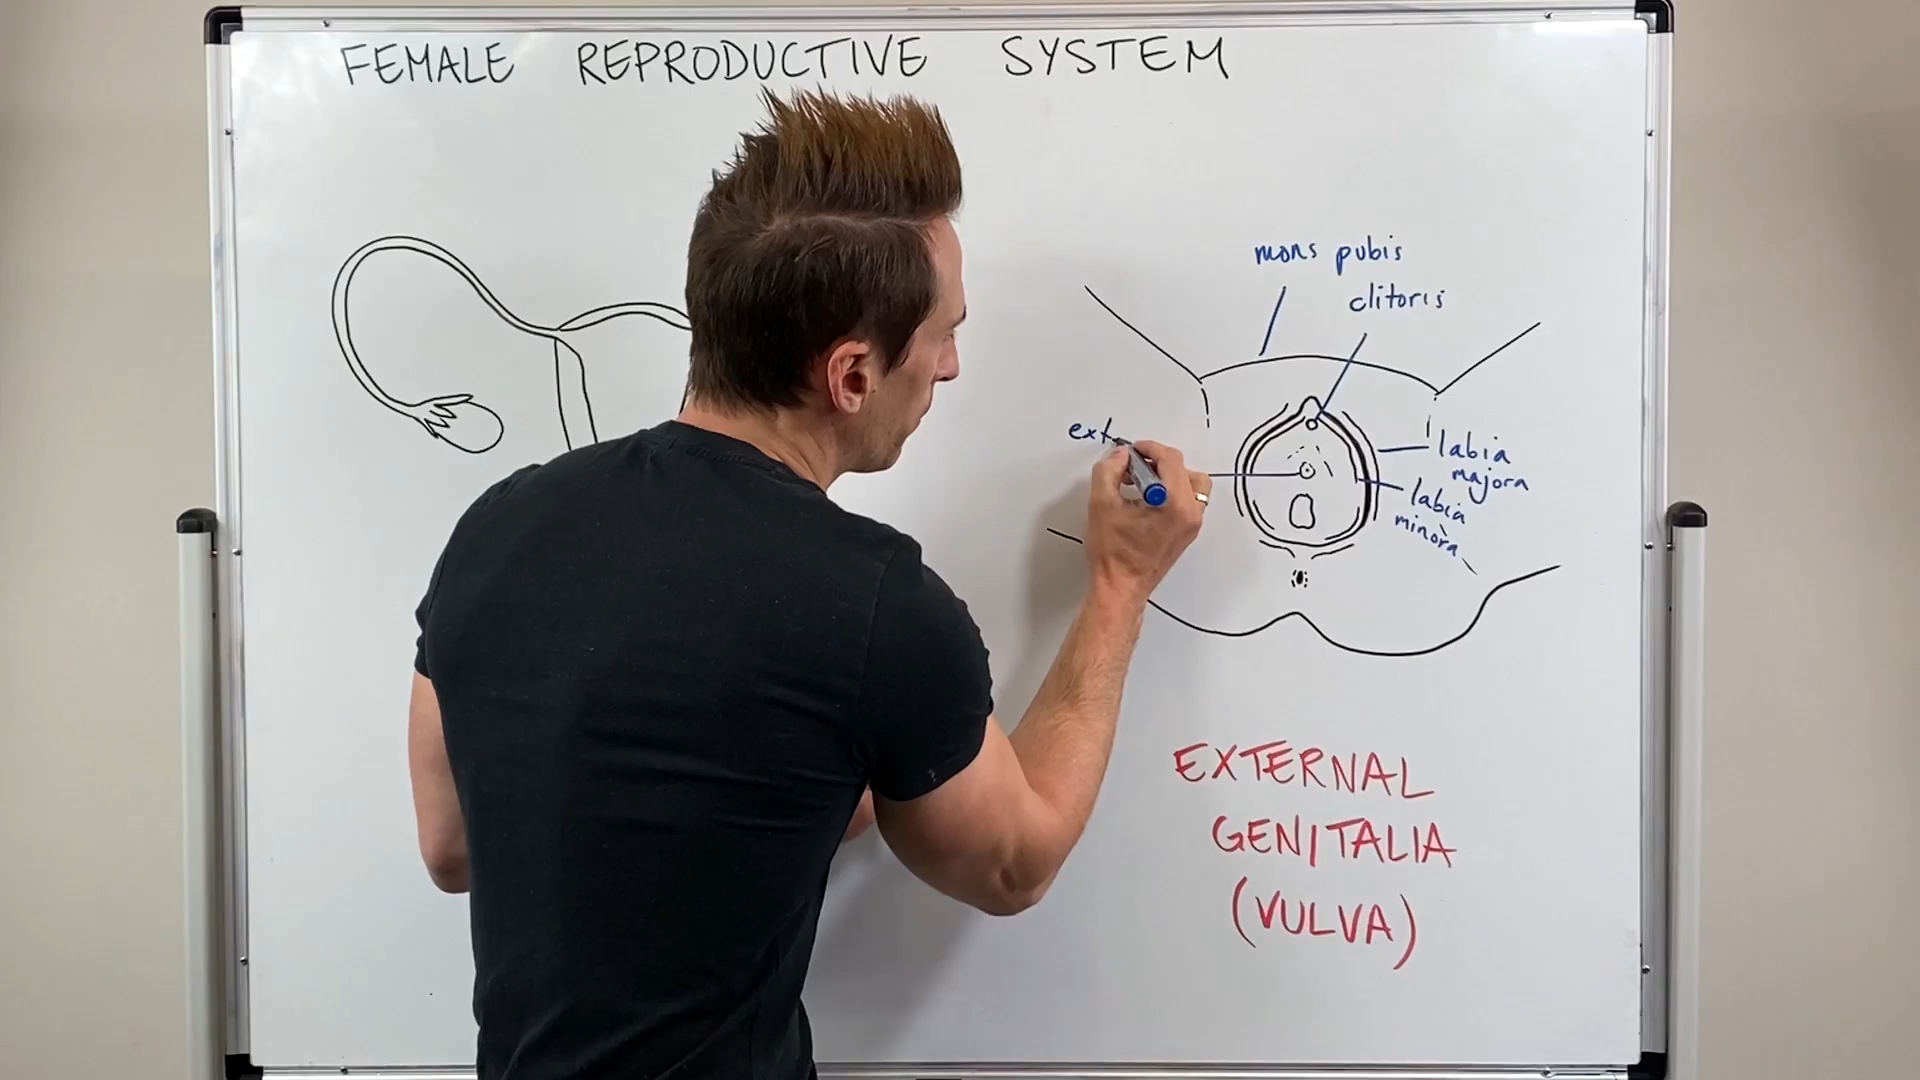 FEMALE REPRODUCTIVE SYSTEM
mons pubis
clitoris
ext
labia
majora
labia
minora
EXTERNAL
GENITALIA
(VULVA)